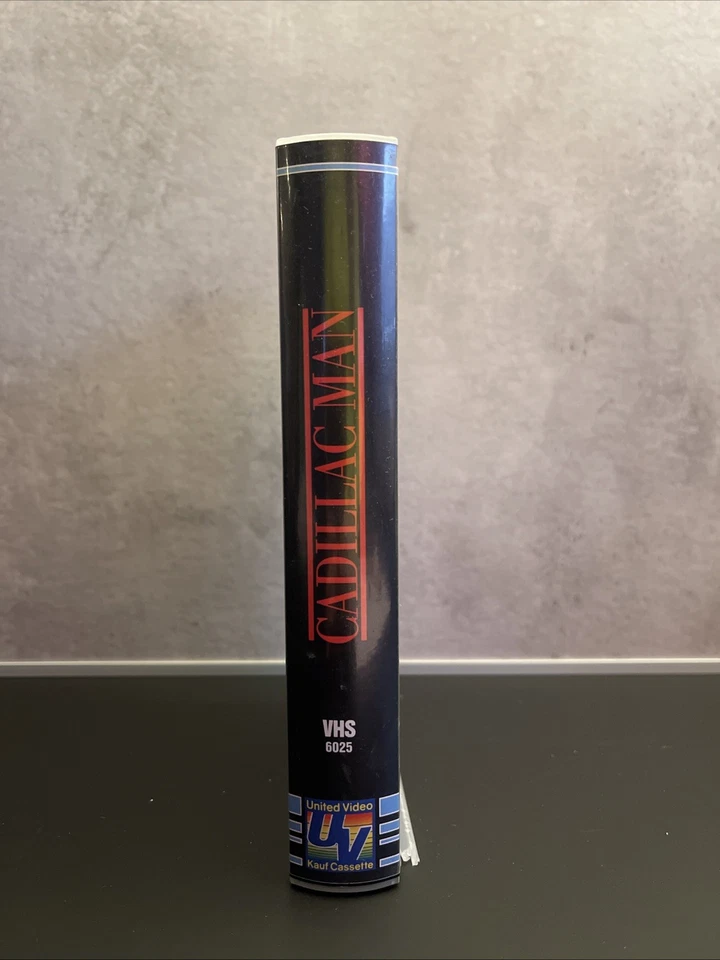 CADILLAC MAN
VHS
6025
United Video
UV
Kauf Cassette